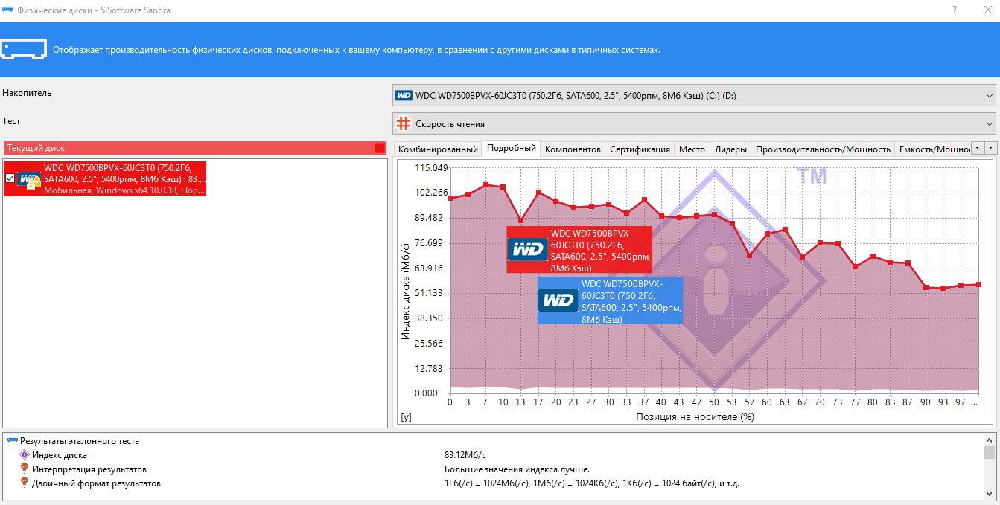 Физические диски - SiSoftware Sandra
Отображает производительность физических дисков, подключенных к вашему компьютеру, в сравнении с другими дисками в типичных системах.
Накопитель
WDC WD7500BPVX-60JC3T0 (750.2Гб, SATA600, 2.5", 5400рпм, 8Мб Кэш) (C:) (D:)
Тест
Скорость чтения
Текущий диск
WDC WD7500BPVX-60JC3T0 (750.2Гб,
SATA600, 2.5", 5400рпм, 8Мб Кэш) : 83....
Мобильная, Windows x64 10.0.18, Нор...
Комбинированный Подробный Компонентов Сертификация Место Лидеры Производительность/Мощность Емкость/Мощно
TM
115.049
102.266
89.482
76.699
63.916
51.133
38.350
25.566
12.783
0.000
Индекс диска (Мб/с)
WD
WDC WD7500BPVX-
60JC3T0 (750.2Гб,
SATA600, 2.5", 5400рпм,
8Мб Кэш)
WD
WDC WD7500BPVX-
60JC3T0 (750.2Гб,
SATA600, 2.5", 5400рпм,
8Мб Кэш)
0 3 7 10 13 17 20 23 27 30 33 37 40 43 47 50 53 57 60 63 67 70 73 77 80 83 87 90 93 97 ...
[y]
Позиция на носителе (%)
Результаты эталонного теста
Индекс диска 83.12Мб/с
Интерпретация результатов Большие значения индекса лучше.
Двоичный формат результатов 1Гб(/с) = 1024Мб(/с), 1Мб(/с) = 1024Кб(/с), 1Кб(/с) = 1024 байт(/с), и т.д.